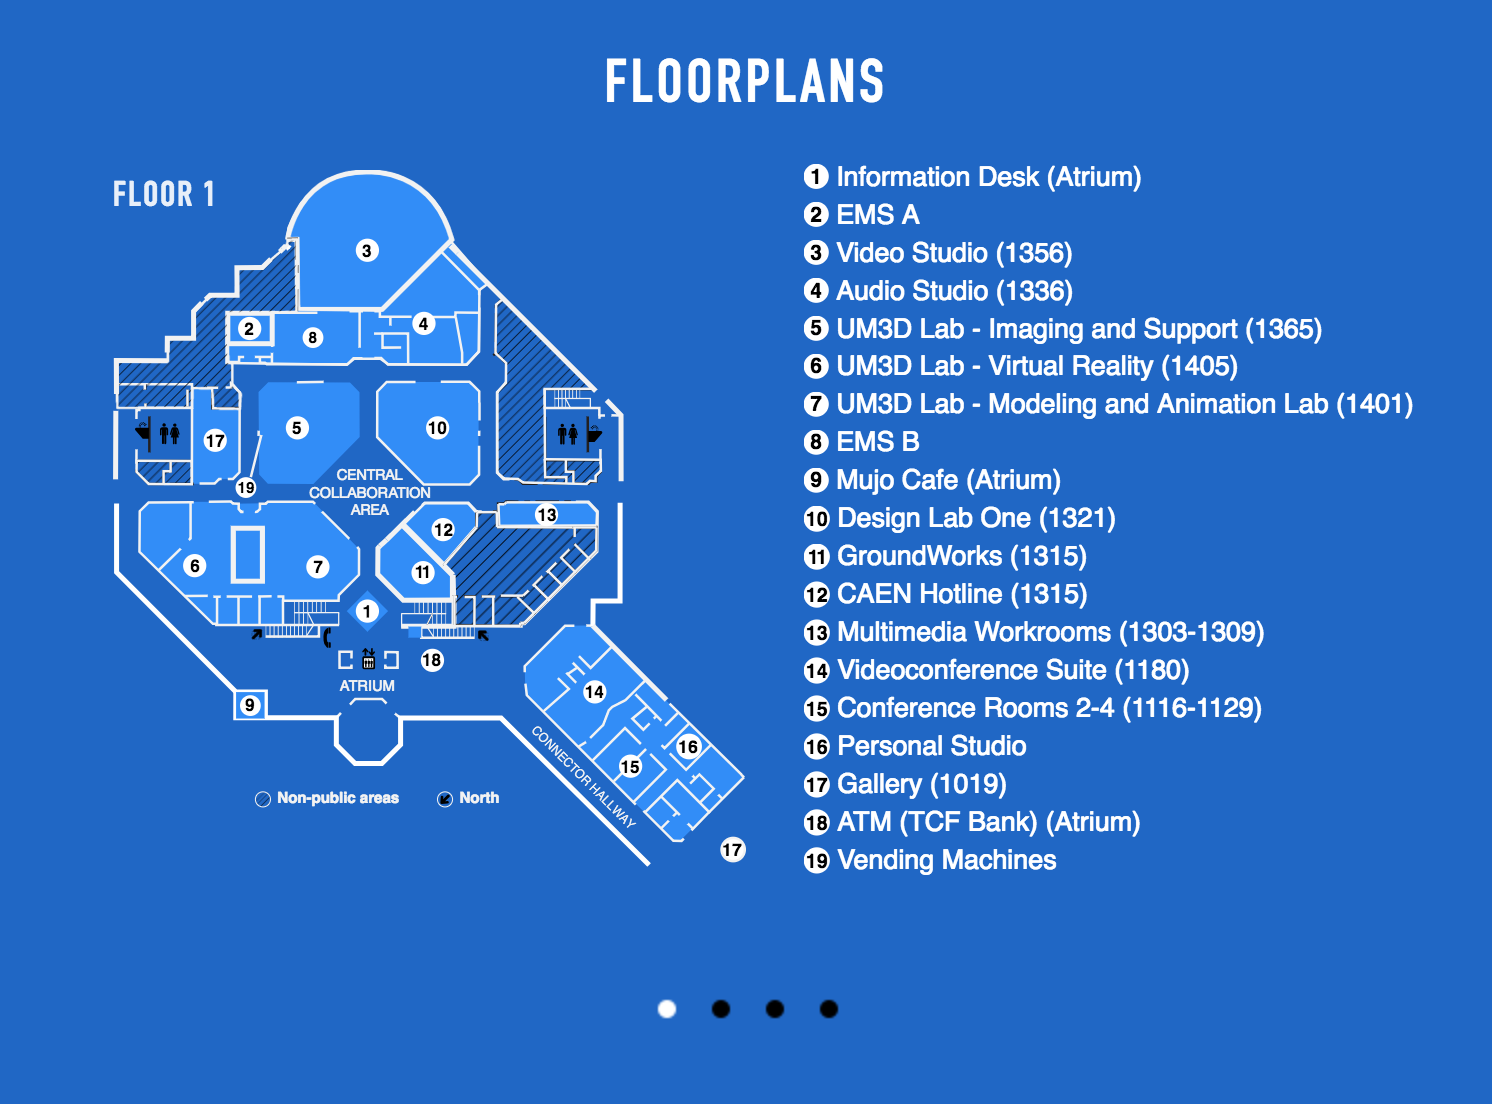 FLOORPLANS
FLOOR 1
3
2
8
4
17
5
10
19
CENTRAL
COLLABORATION
AREA
13
12
6
7
11
1
18
ATRIUM
9
14
16
15
CONNECTOR HALLWAY
17
Non-public areas
North
1 Information Desk (Atrium)
2 EMS A
3 Video Studio (1356)
4 Audio Studio (1336)
5 UM3D Lab - Imaging and Support (1365)
6 UM3D Lab - Virtual Reality (1405)
7 UM3D Lab - Modeling and Animation Lab (1401)
8 EMS B
9 Mujo Cafe (Atrium)
10 Design Lab One (1321)
11 GroundWorks (1315)
12 CAEN Hotline (1315)
13 Multimedia Workrooms (1303-1309)
14 Videoconference Suite (1180)
15 Conference Rooms 2-4 (1116-1129)
16 Personal Studio
17 Gallery (1019)
18 ATM (TCF Bank) (Atrium)
19 Vending Machines